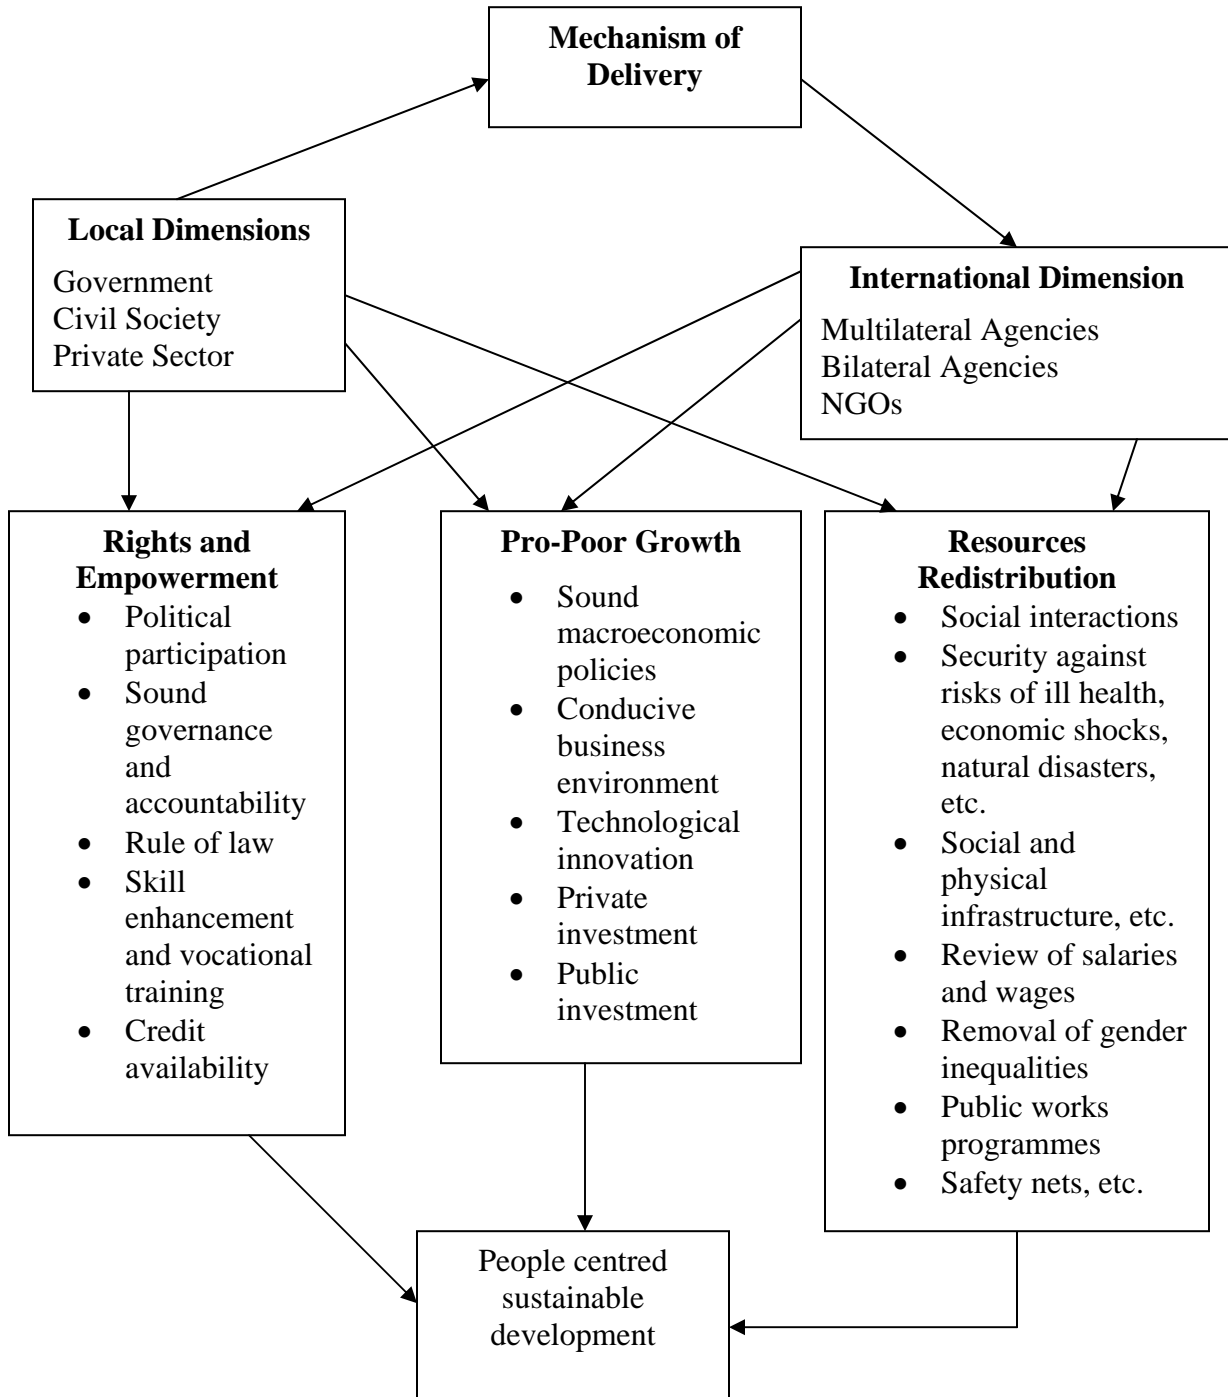 Mechanism of
Delivery
Local Dimensions
Government
Civil Society
Private Sector
International Dimension
Multilateral Agencies
Bilateral Agencies
NGOs
Rights and
Empowerment
• Political
participation
• Sound
governance
and
accountability
• Rule of law
• Skill
enhancement
and vocational
training
• Credit
availability
Pro-Poor Growth
• Sound
macroeconomic
policies
• Conducive
business
environment
• Technological
innovation
• Private
investment
• Public
investment
Resources
Redistribution
• Social interactions
• Security against
risks of ill health,
economic shocks,
natural disasters,
etc.
• Social and
physical
infrastructure, etc.
• Review of salaries
and wages
• Removal of gender
inequalities
• Public works
programmes
• Safety nets, etc.
People centred
sustainable
development